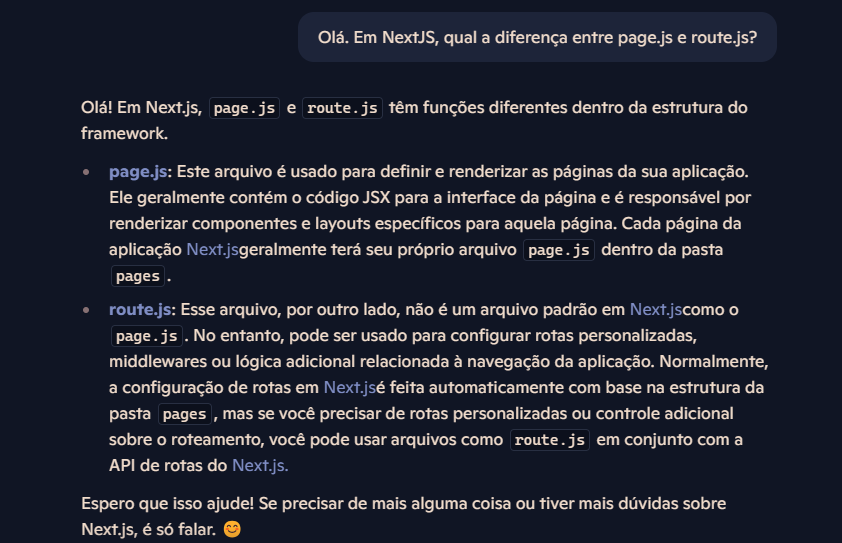 Olá. Em NextJS, qual a diferença entre page.js e route.js?
Olá! Em Next.js, page.js e route.js têm funções diferentes dentro da estrutura do
framework.
• page.js: Este arquivo é usado para definir e renderizar as páginas da sua aplicação.
Ele geralmente contém o código JSX para a interface da página e é responsável por
renderizar componentes e layouts específicos para aquela página. Cada página da
aplicação Next.jsgeralmente terá seu próprio arquivo page.js dentro da pasta
pages.
• route.js: Esse arquivo, por outro lado, não é um arquivo padrão em Next.jscomo o
page.js. No entanto, pode ser usado para configurar rotas personalizadas,
middlewares ou lógica adicional relacionada à navegação da aplicação. Normalmente,
a configuração de rotas em Next.jsé feita automaticamente com base na estrutura da
pasta pages, mas se você precisar de rotas personalizadas ou controle adicional
sobre o roteamento, você pode usar arquivos como route.js em conjunto com a
API de rotas do Next.js.
Espero que isso ajude! Se precisar de mais alguma coisa ou tiver mais dúvidas sobre
Next.js, é só falar. 😊